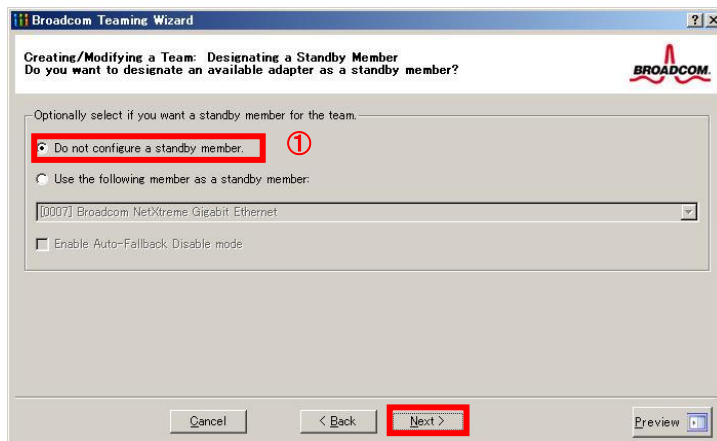 Broadcom Teaming Wizard
Creating/Modifying a Team: Designating a Standby Member
Do you want to designate an available adapter as a standby member?
BROADCOM.
Optionally select if you want a standby member for the team.
Do not configure a standby member.
①
Use the following member as a standby member:
[0007] Broadcom NetXtreme Gigabit Ethernet
Enable Auto-Fallback Disable mode
Cancel
< Back
Next >
Preview